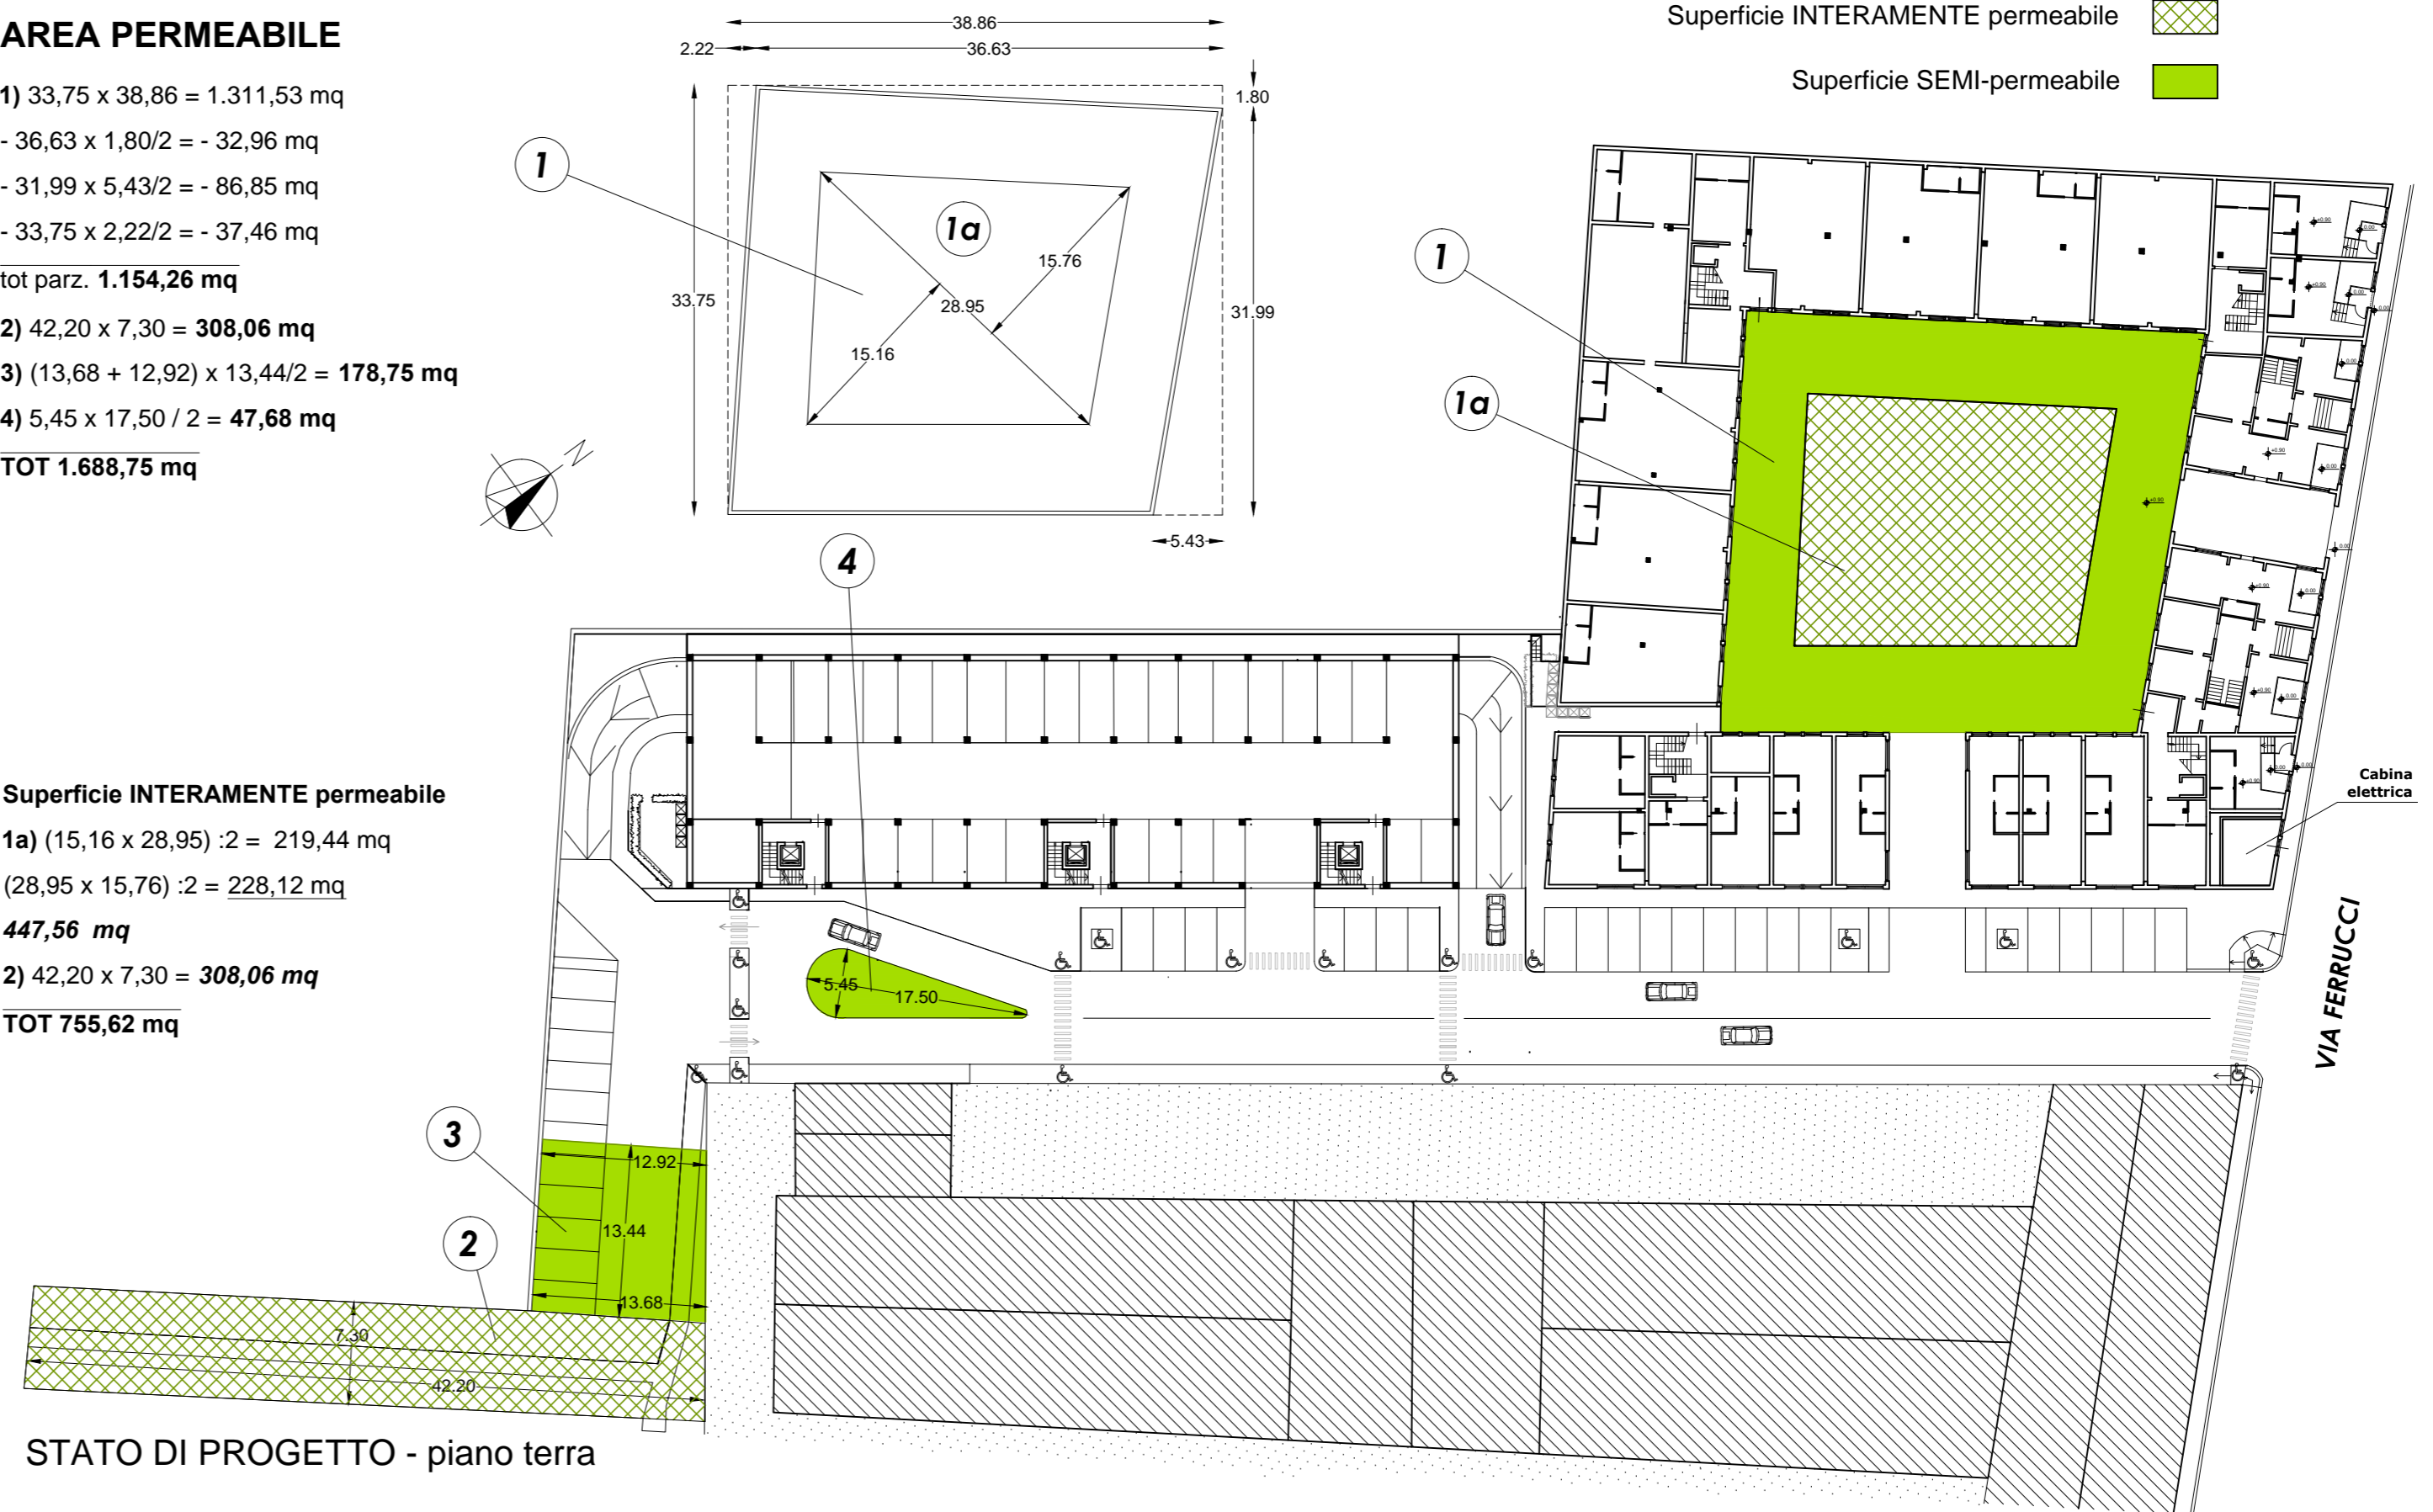 AREA PERMEABILE
1) 33,75 x 38,86 = 1.311,53 mq
- 36,63 x 1,80/2 = - 32,96 mq
- 31,99 x 5,43/2 = - 86,85 mq
- 33,75 x 2,22/2 = - 37,46 mq
tot parz. 1.154,26 mq
2) 42,20 x 7,30 = 308,06 mq
3) (13,68 + 12,92) x 13,44/2 = 178,75 mq
4) 5,45 x 17,50 / 2 = 47,68 mq
TOT 1.688,75 mq
38.86
2.22
36.63
1.80
1
1a
15.76
28.95
15.16
33.75
31.99
5.43
N
Superficie INTERAMENTE permeabile
Superficie SEMI-permeabile
1
1a
4
Superficie INTERAMENTE permeabile
1a) (15,16 x 28,95) :2 = 219,44 mq
(28,95 x 15,76) :2 = 228,12 mq
447,56 mq
2) 42,20 x 7,30 = 308,06 mq
TOT 755,62 mq
Cabina
elettrica
VIA FERRUCCI
5.45
17.50
3
12.92
13.44
13.68
2
7.30
42.20
STATO DI PROGETTO - piano terra